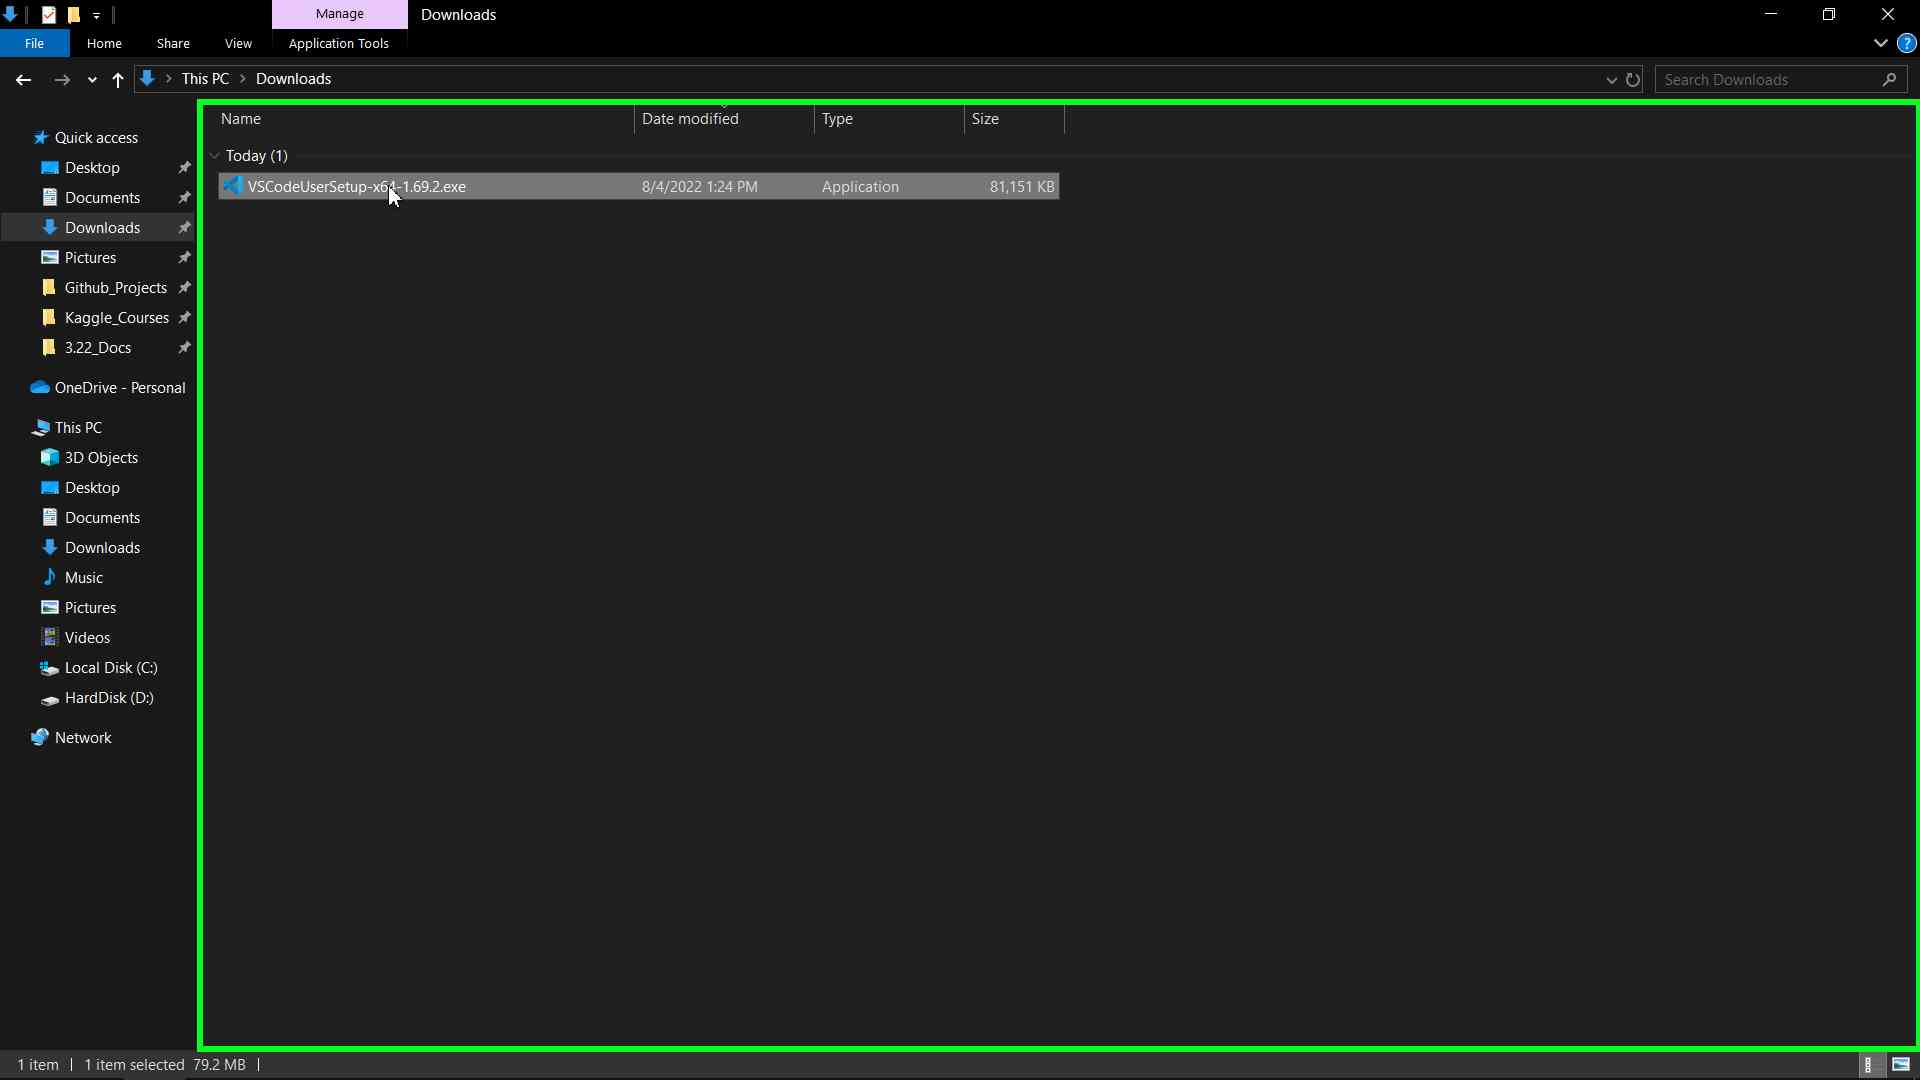 Manage
Downloads
File
Home
Share
View
Application Tools
?
This PC
Downloads
Search Downloads
Name
Date modified
Type
Size
Today (1)
VSCodeUserSetup-x64-1.69.2.exe
8/4/2022 1:24 PM
Application
81,151 KB
Quick access
Desktop
Documents
Downloads
Pictures
Github_Projects
Kaggle_Courses
3.22_Docs
OneDrive - Personal
This PC
3D Objects
Desktop
Documents
Downloads
Music
Pictures
Videos
Local Disk (C:)
HardDisk (D:)
Network
1 item
1 item selected 79.2 MB